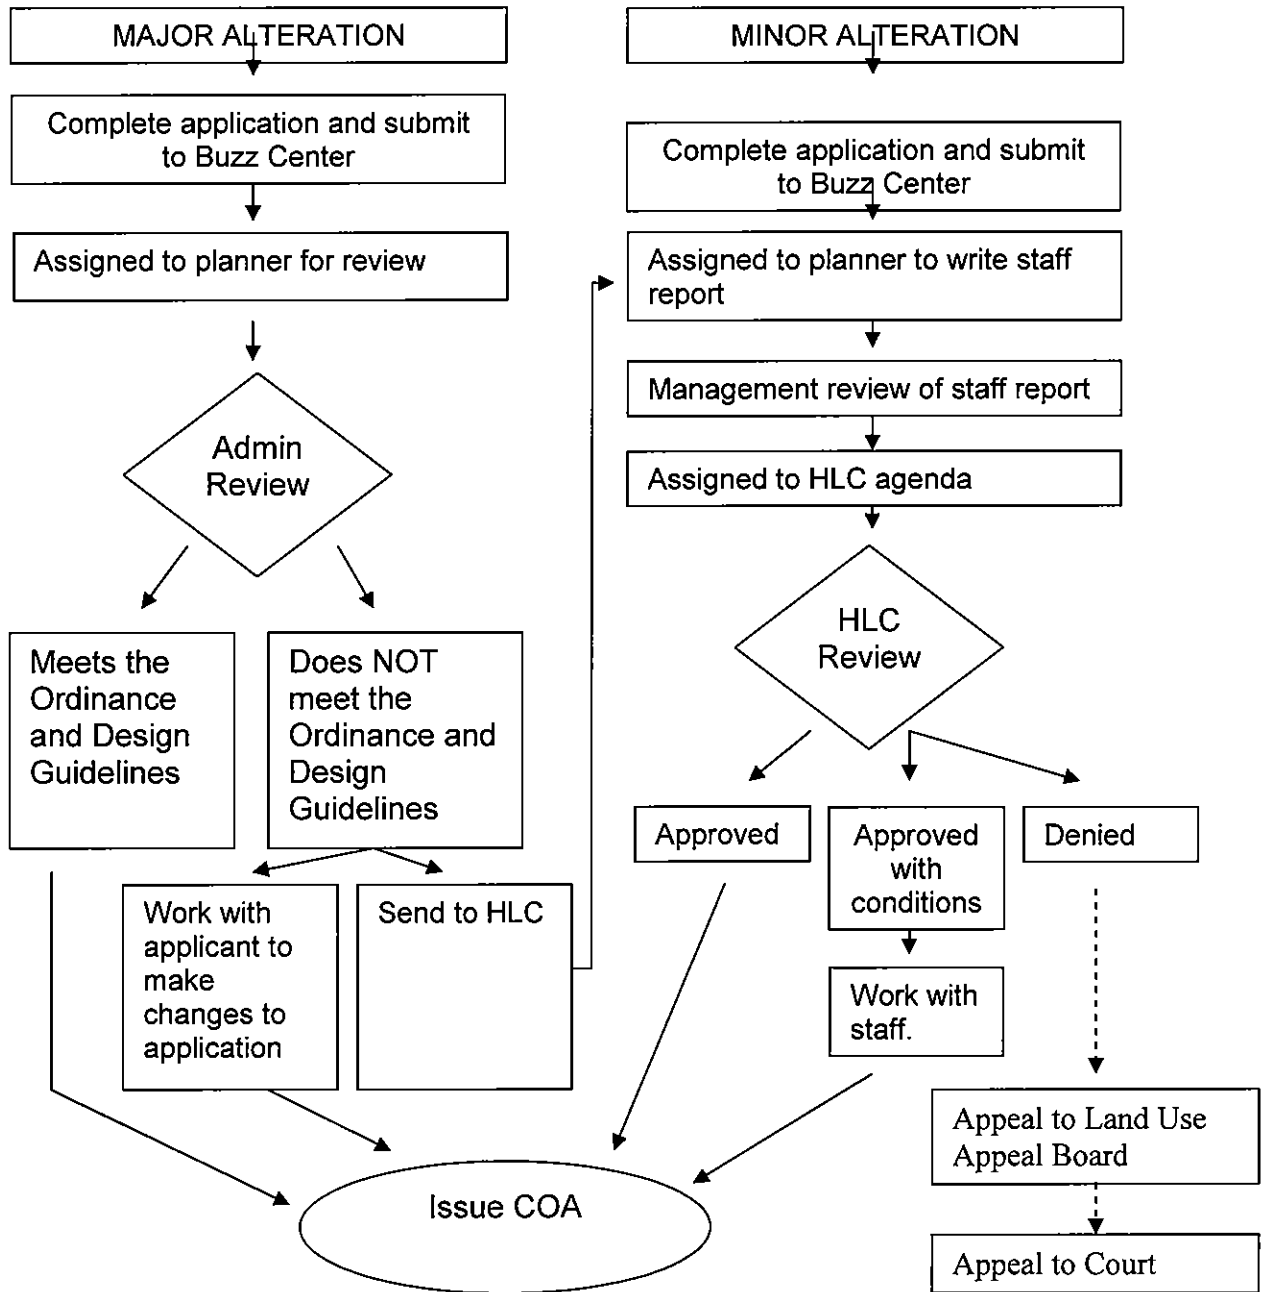 MAJOR ALTERATION
Complete application and submit
to Buzz Center
Assigned to planner for review
Admin
Review
Meets the
Ordinance
and Design
Guidelines
Does NOT
meet the
Ordinance and
Design
Guidelines
Work with
applicant to
make
changes to
application
Send to HLC
MINOR ALTERATION
Complete application and submit
to Buzz Center
Assigned to planner to write staff
report
Management review of staff report
Assigned to HLC agenda
HLC
Review
Approved
Approved
with
conditions
Denied
Work with
staff.
Appeal to Land Use
Appeal Board
Appeal to Court
Issue COA